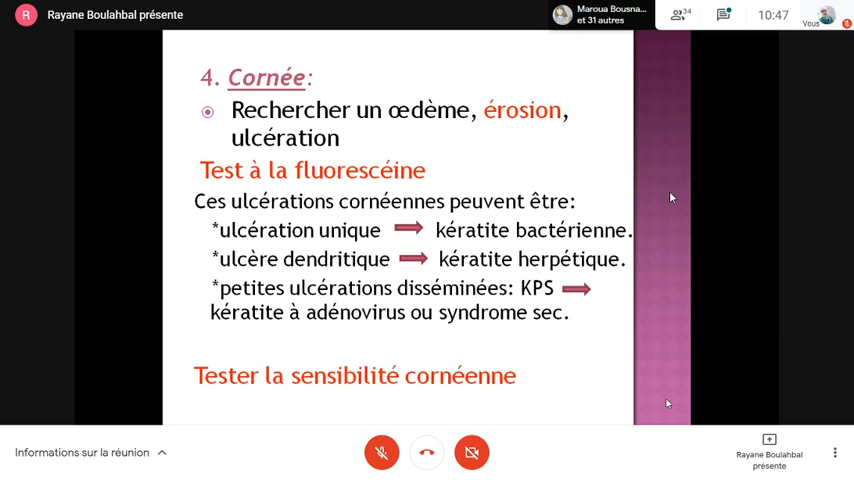 R Rayane Boulahbal présente
Maroua Bousna...
et 31 autres
34
10:47
Vous
4. Cornée:
Rechercher un œdème, érosion,
ulcération
Test à la fluorescéine
Ces ulcérations cornéennes peuvent être:
*ulcération unique kératite bactérienne.
*ulcère dendritique kératite herpétique.
*petites ulcérations disséminées: KPS
kératite à adénovirus ou syndrome sec.
Tester la sensibilité cornéenne
Informations sur la réunion
Rayane Boulahbal
présente